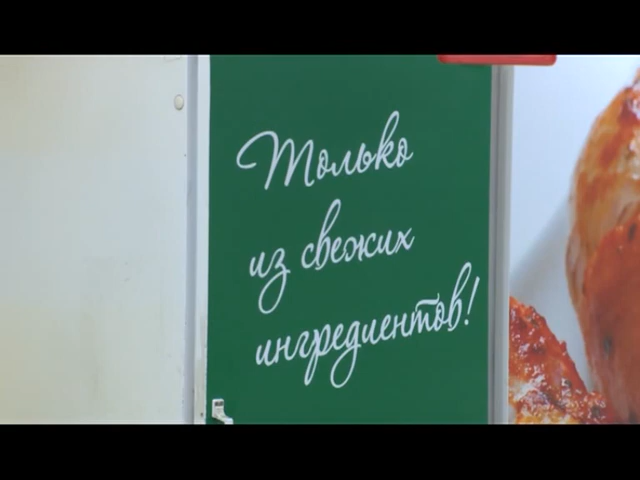 Только
из свежих
ингредиентов!